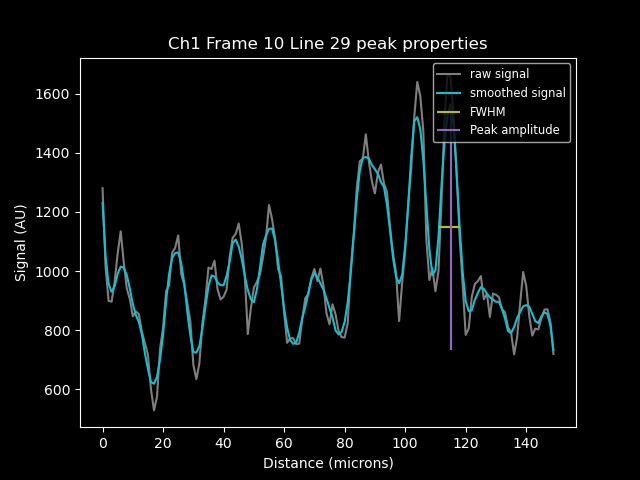 Ch1 Frame 10 Line 29 peak properties
raw signal
smoothed signal
FWHM
Peak amplitude
Signal (AU)
1600
1400
1200
1000
800
600
0 20 40 60 80 100 120 140
Distance (microns)